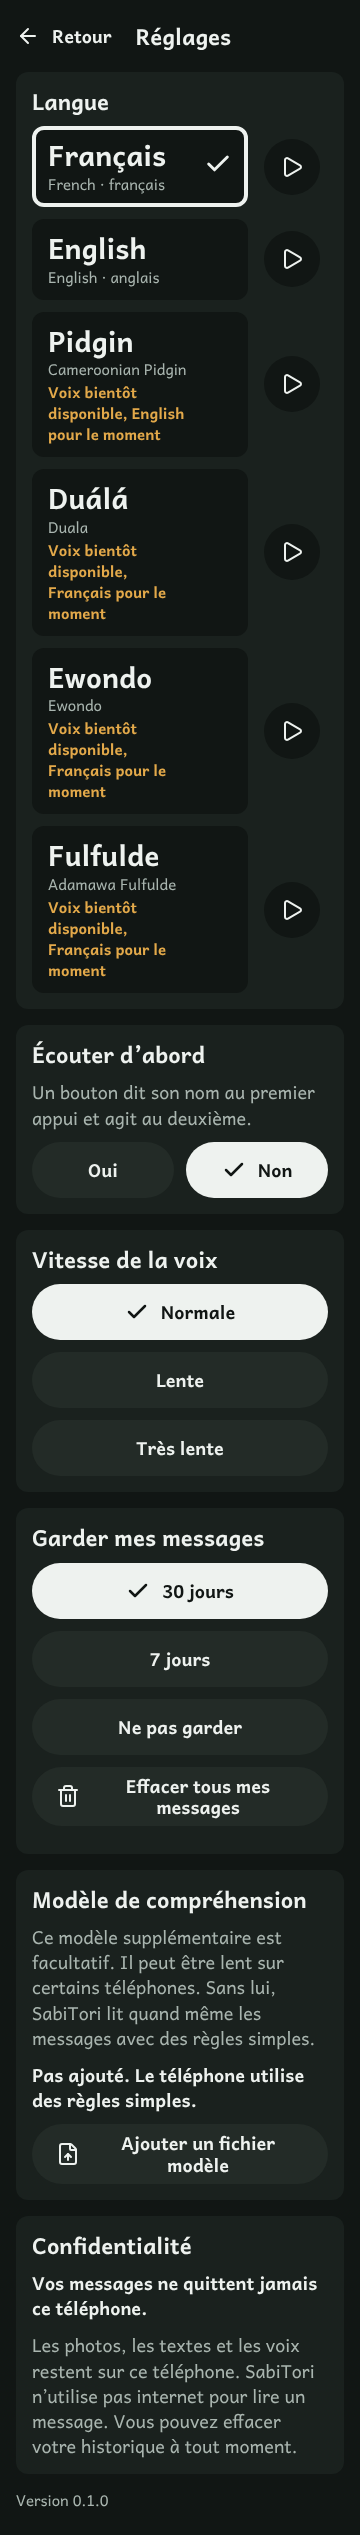 Retour Réglages
Langue
Français
French · français
English
English · anglais
Pidgin
Cameroonian Pidgin
Voix bientôt
disponible, English
pour le moment
Duálá
Duala
Voix bientôt
disponible,
Français pour le
moment
Ewondo
Ewondo
Voix bientôt
disponible,
Français pour le
moment
Fulfulde
Adamawa Fulfulde
Voix bientôt
disponible,
Français pour le
moment
Écouter d’abord
Un bouton dit son nom au premier
appui et agit au deuxième.
Oui Non
Vitesse de la voix
Normale
Lente
Très lente
Garder mes messages
30 jours
7 jours
Ne pas garder
Effacer tous mes
messages
Modèle de compréhension
Ce modèle supplémentaire est
facultatif. Il peut être lent sur
certains téléphones. Sans lui,
SabiTori lit quand même les
messages avec des règles simples.
Pas ajouté. Le téléphone utilise
des règles simples.
Ajouter un fichier
modèle
Confidentialité
Vos messages ne quittent jamais
ce téléphone.
Les photos, les textes et les voix
restent sur ce téléphone. SabiTori
n’utilise pas internet pour lire un
message. Vous pouvez effacer
votre historique à tout moment.
Version 0.1.0